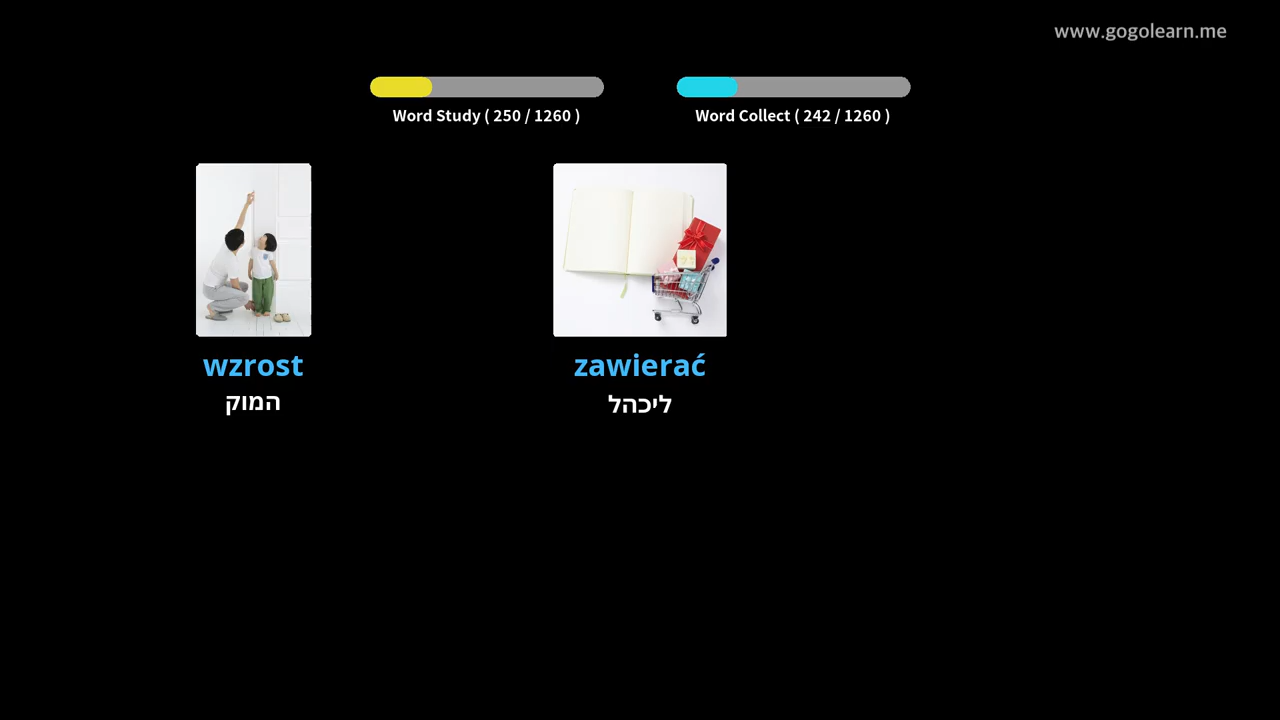 www.gogolearn.me
Word Study ( 250 / 1260 )
Word Collect ( 242 / 1260 )
wzrost
המוק
zawierać
ליכהל